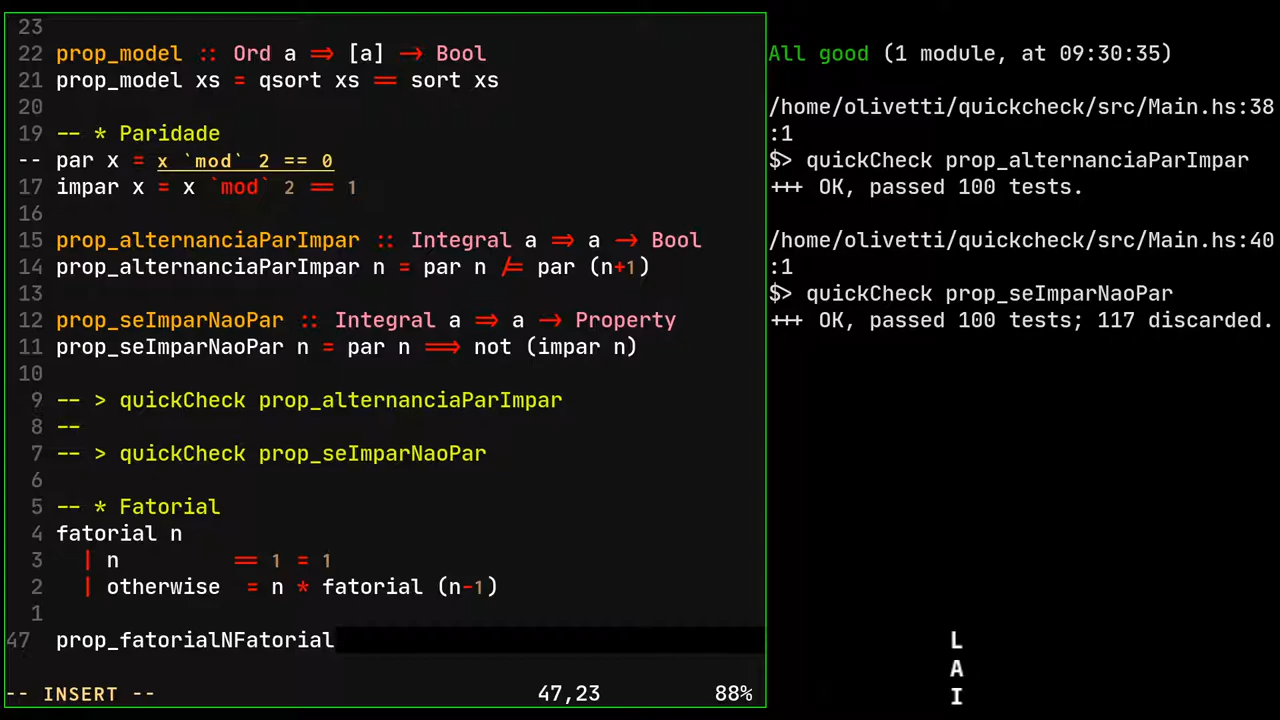 23
22 prop_model :: Ord a => [a] -> Bool
21 prop_model xs = qsort xs == sort xs
20
19 -- * Paridade
-- par x = x `mod` 2 == 0
17 impar x = x `mod` 2 == 1
16
15 prop_alternanciaParImpar :: Integral a => a -> Bool
14 prop_alternanciaParImpar n = par n /= par (n+1)
13
12 prop_seImparNaoPar :: Integral a => a -> Property
11 prop_seImparNaoPar n = par n ==> not (impar n)
10
9 -- > quickCheck prop_alternanciaParImpar
8 --
7 -- > quickCheck prop_seImparNaoPar
6
5 -- * Fatorial
4 fatorial n
3 | n == 1 = 1
2 | otherwise = n * fatorial (n-1)
1
47 prop_fatorialNFatorial
-- INSERT -- 47,23 88%
All good (1 module, at 09:30:35)
/home/olivetti/quickcheck/src/Main.hs:38
:1
$> quickCheck prop_alternanciaParImpar
+++ OK, passed 100 tests.
/home/olivetti/quickcheck/src/Main.hs:40
:1
$> quickCheck prop_seImparNaoPar
+++ OK, passed 100 tests; 117 discarded.
L
A
I